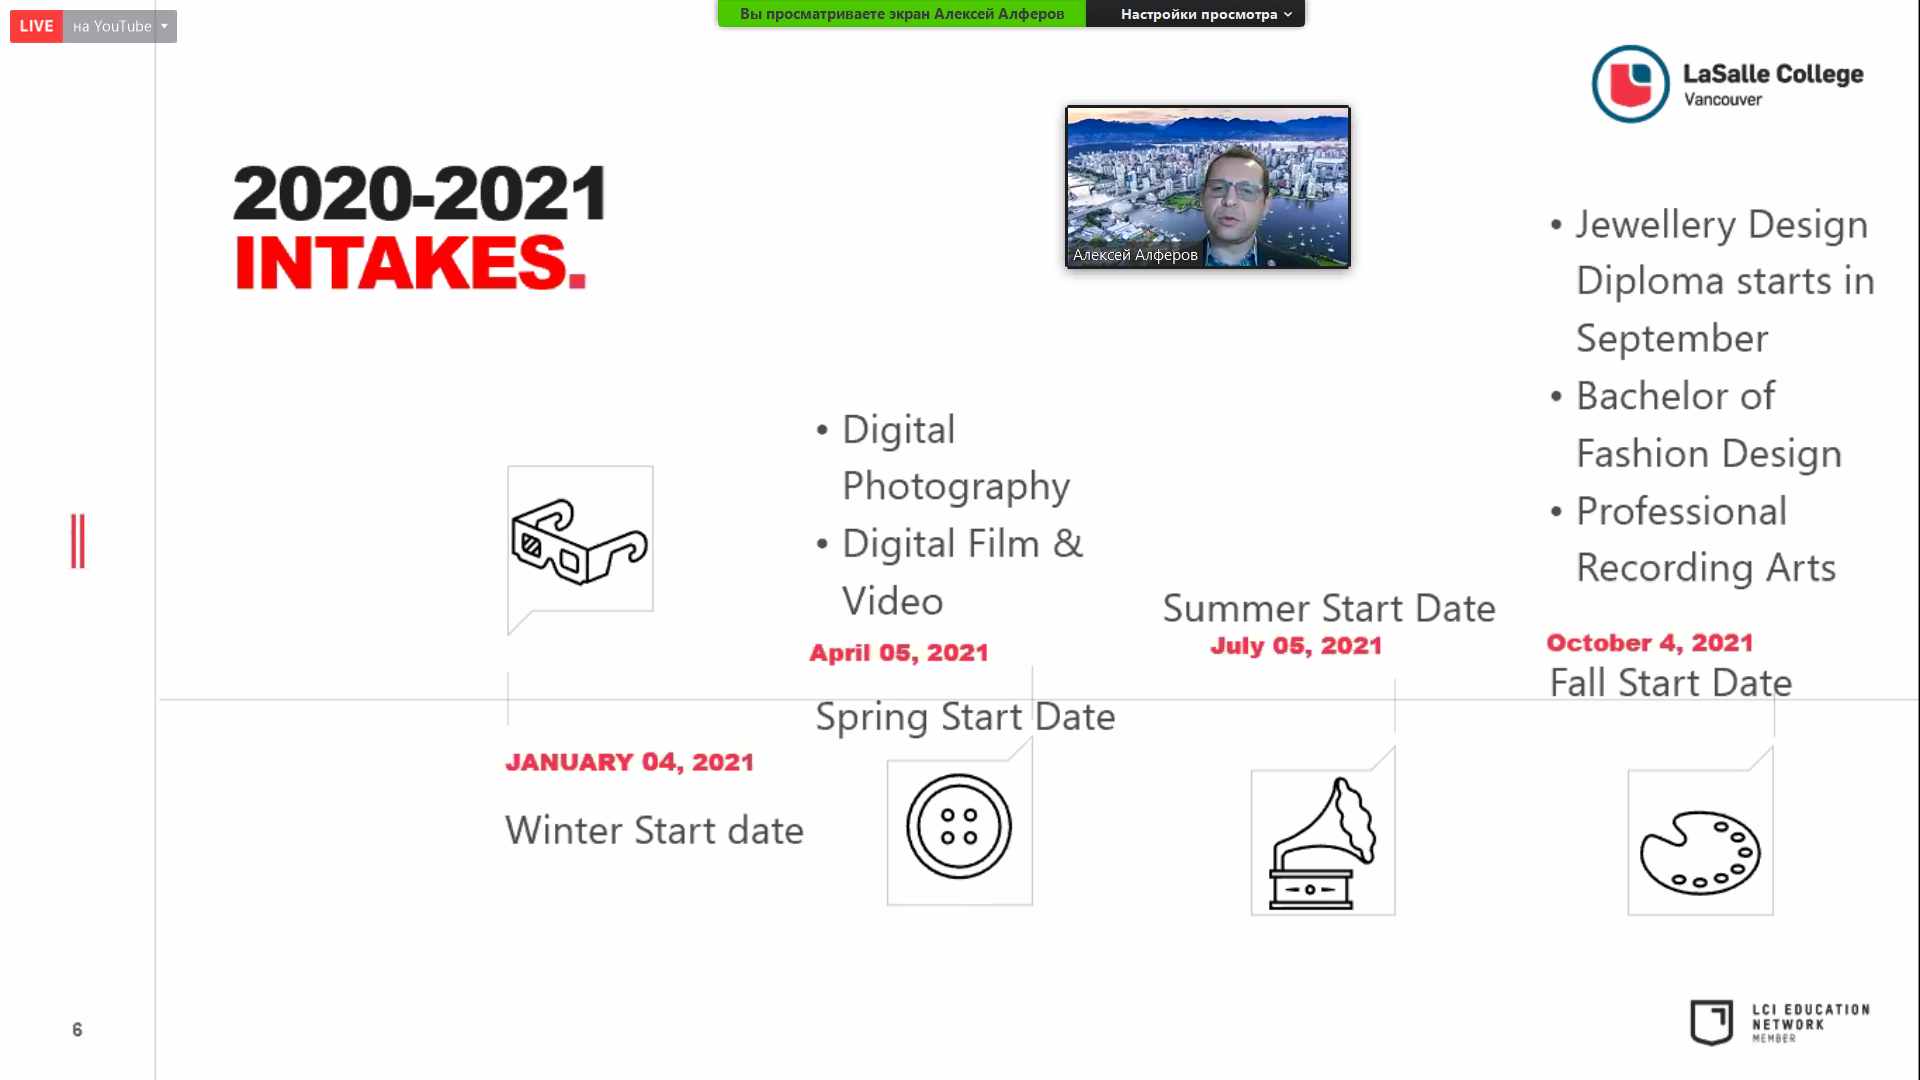 LIVE на YouTube
Вы просматриваете экран Алексей Алферов
Настройки просмотра
LaSalle College
Vancouver
2020-2021
INTAKES.
Алексей Алферов
• Digital
Photography
• Digital Film &
Video
April 05, 2021
Spring Start Date
Summer Start Date
July 05, 2021
• Jewellery Design
Diploma starts in
September
• Bachelor of
Fashion Design
• Professional
Recording Arts
October 4, 2021
Fall Start Date
JANUARY 04, 2021
Winter Start date
6
LCI EDUCATION
NETWORK
MEMBER